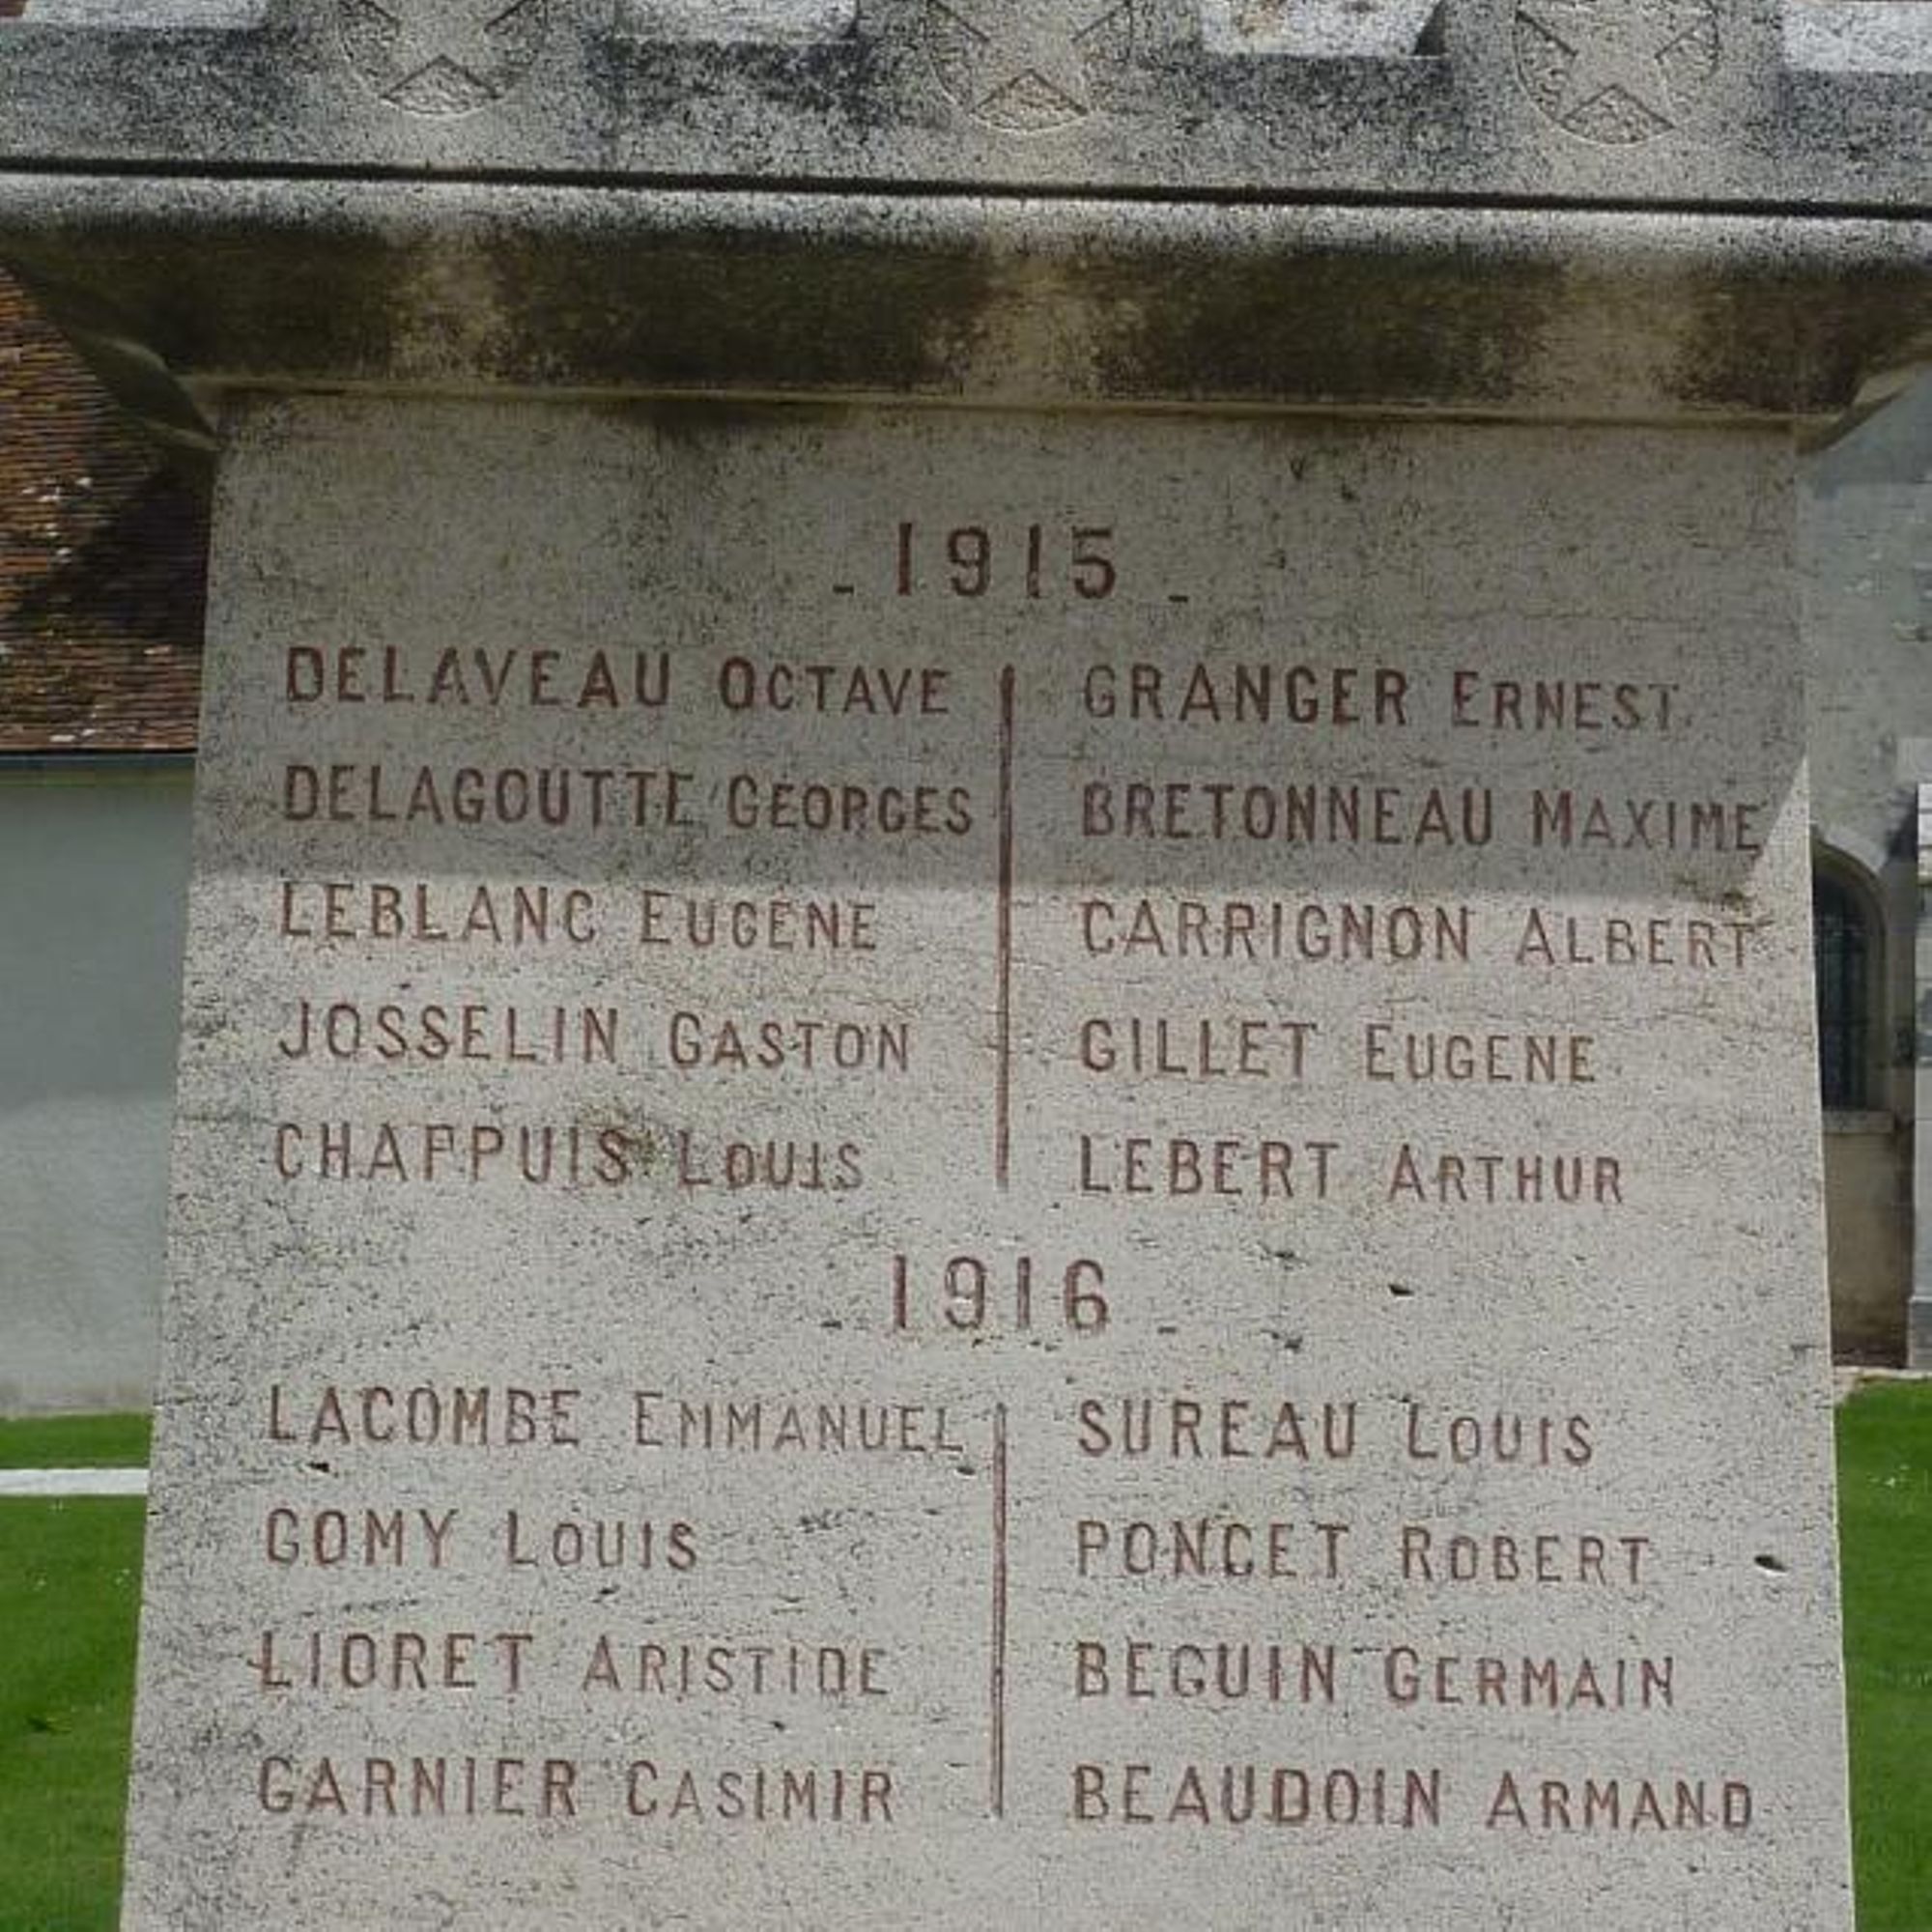 - 1915 -
DELAVEAU OCTAVE
DELAGOUTTE GEORGES
LEBLANC EUGENE
JOSSELIN GASTON
CHAPPUIS LOUIS
GRANGER ERNEST
BRETONNEAU MAXIME
CARRIGNON ALBERT
GILLET EUGENE
LEBERT ARTHUR
- 1916 -
LACOMBE EMMANUEL
GOMY LOUIS
LIORET ARISTIDE
GARNIER CASIMIR
SUREAU LOUIS
PONCET ROBERT
BEGUIN GERMAIN
BEAUDOIN ARMAND